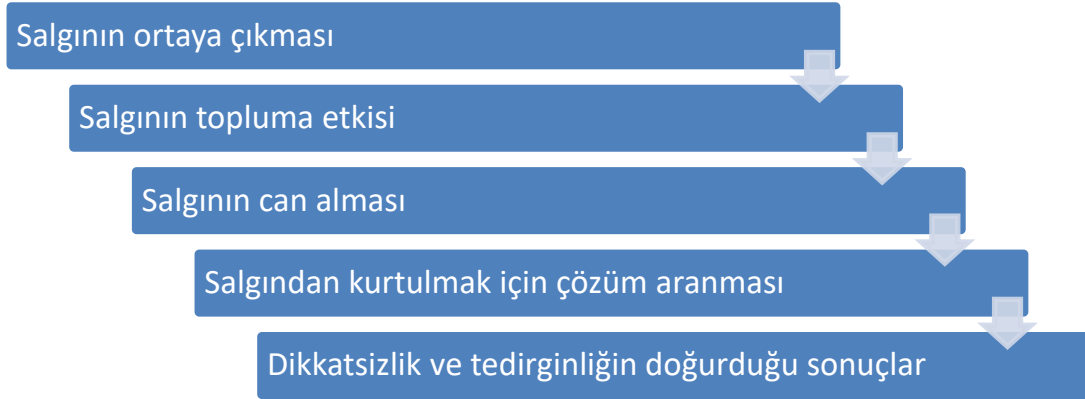 Salgının ortaya çıkması
Salgının topluma etkisi
Salgının can alması
Salgından kurtulmak için çözüm aranması
Dikkatsizlik ve tedirginliğin doğurduğu sonuçlar